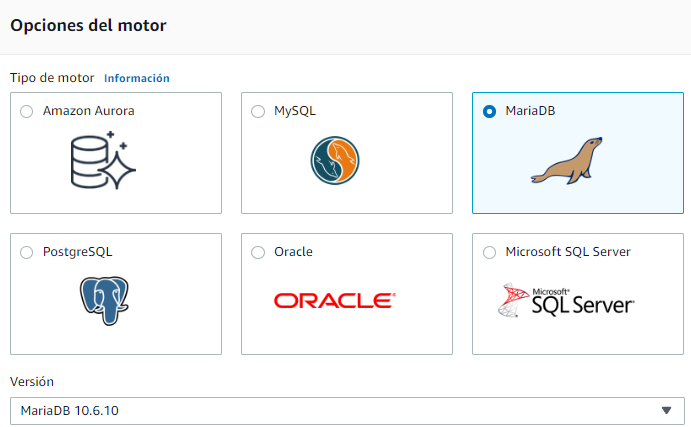 Opciones del motor
Tipo de motor Información
Amazon Aurora
MySQL
MariaDB
PostgreSQL
Oracle
ORACLE
Microsoft SQL Server
Microsoft
SQL Server
Versión
MariaDB 10.6.10